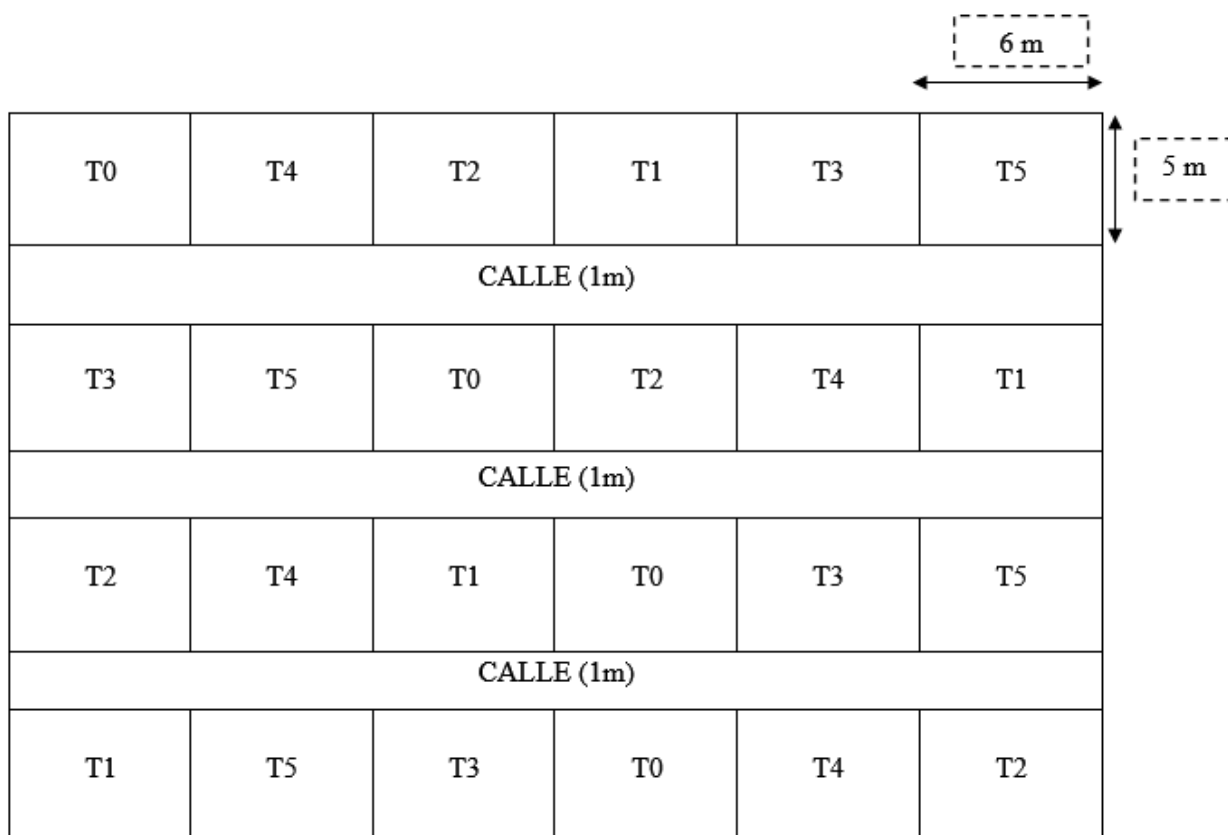 6 m
T0 T4 T2 T1 T3 T5
5 m
CALLE (1m)
T3 T5 T0 T2 T4 T1
CALLE (1m)
T2 T4 T1 T0 T3 T5
CALLE (1m)
T1 T5 T3 T0 T4 T2